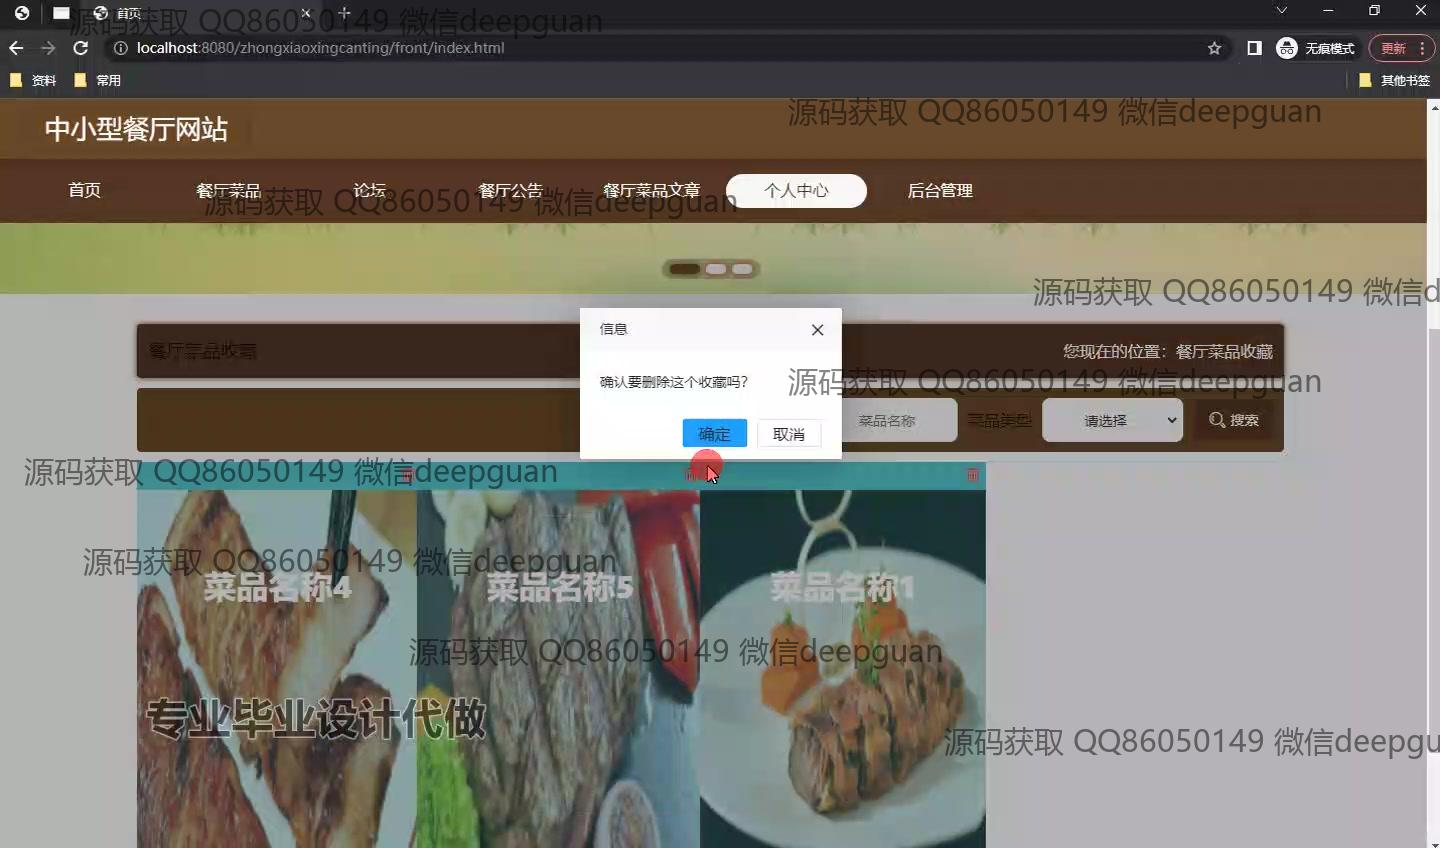 首页
源码获取 QQ86050149 微信deepguan
localhost:8080/zhongxiaoxingcanting/front/index.html
无痕模式
更新
资料
常用
其他书签
源码获取 QQ86050149 微信deepguan
中小型餐厅网站
首页
餐厅菜品
论坛
餐厅公告
餐厅菜品文章
个人中心
后台管理
源码获取 QQ86050149 微信deepguan
源码获取 QQ86050149 微信d
信息
餐厅菜品收藏
您现在的位置：餐厅菜品收藏
确认要删除这个收藏吗？
源码获取 QQ86050149 微信deepguan
菜品名称
菜品类型
请选择
搜索
确定
取消
源码获取 QQ86050149 微信deepguan
源码获取 QQ86050149 微信deepguan
菜品名称4
菜品名称5
菜品名称1
源码获取 QQ86050149 微信deepguan
专业毕业设计代做
源码获取 QQ86050149 微信deepgu